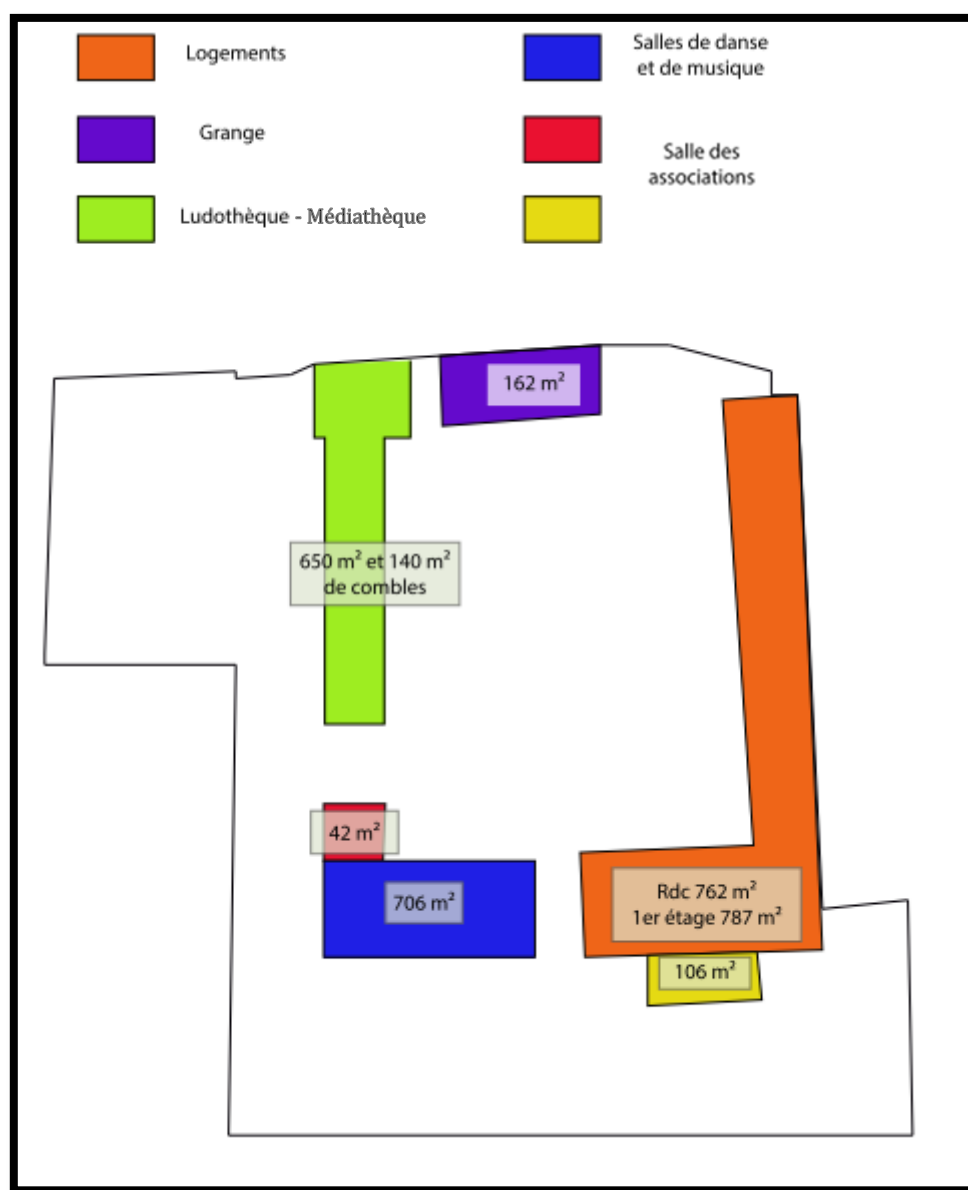 Logements
Grange
Ludothèque - Médiathèque
Salles de danse
et de musique
Salle des
associations
162 m²
650 m² et 140 m²
de combles
42 m²
706 m²
Rdc 762 m²
1er étage 787 m²
106 m²